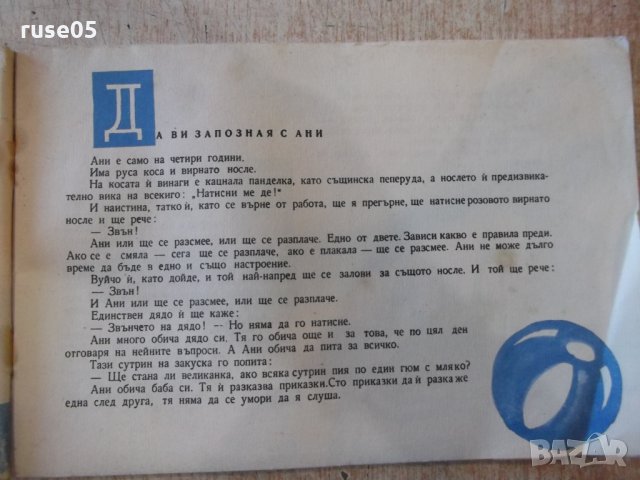 ruse05
ДА ВИ ЗАПОЗНАЯ С АНИ
Ани е само на четири години.
Има руса коса и вирнато носле.
На косата ѝ винаги е кацнала панделка, като същинска пеперуда, а нослето ѝ предизвика-
телно вика на всекиго: „Натисни ме де!“
И наистина, татко ѝ, като се върне от работа, ще я прегърне, ще натисне розовото вирнато
носле и ще рече:
— Звън!
Ани или ще се разсмее, или ще се разплаче. Едно от двете. Зависи какво е правила преди.
Ако се е смяла — сега ще се разплаче, ако е плакала — ще се разсмее. Ани не може дълго
време да бъде в едно и също настроение.
Вуйчо ѝ, като дойде, и той най-напред ще се залови за същото носле. И той ще рече:
— Звън!
И Ани или ще се разсмее, или ще се разплаче.
Единствен дядо ѝ ще каже:
— Звънчето на дядо! — Но няма да го натисне.
Ани много обича дядо си. Тя го обича още и за това, че по цял ден
отговаря на нейните въпроси. А Ани обича да пита за всичко.
Тази сутрин на закуска го попита:
— Ще стана ли великанка, ако всяка сутрин пия по един гюм с мляко?
Ани обича баба си. Тя ѝ разказва приказки. Сто приказки да ѝ разкаже
една след друга, тя няма да се умори да я слуша.
BAZAR
bg